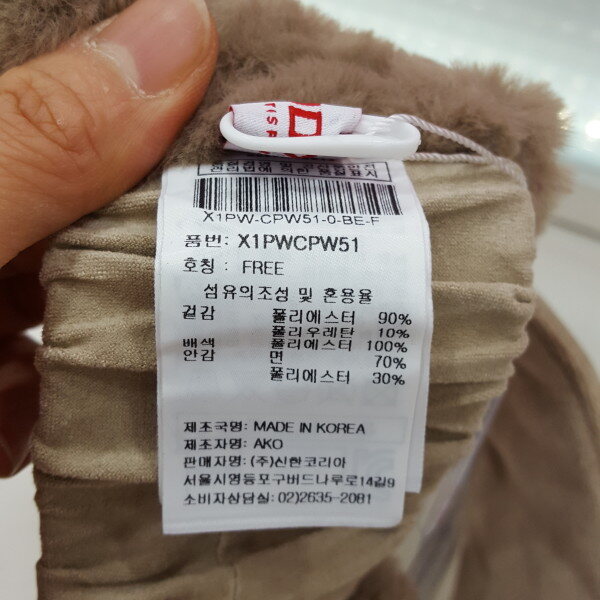 X1PW-CPW51-0-BE-F
품번: X1PWCPW51
호칭 : FREE
섬유의조성 및 혼용율
겉감 폴리에스터 90%
폴리우레탄 10%
배색 폴리에스터 100%
안감 면 70%
폴리에스터 30%
제조국명: MADE IN KOREA
제조자명: AKO
판매자명: (주)신한코리아
서울시영등포구버드나루로14길9
소비자상담실: 02)2635-2081